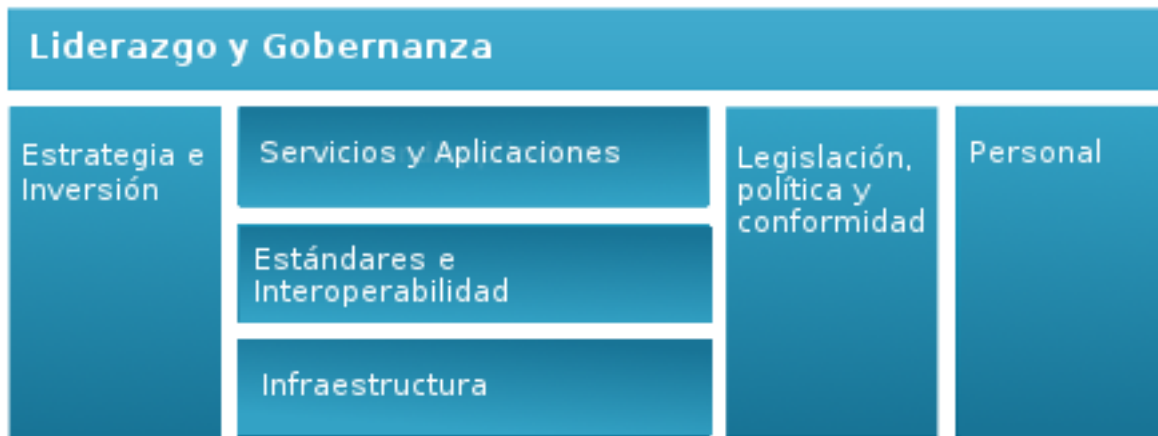 Liderazgo y Gobernanza
Estrategia e
Inversión
Servicios y Aplicaciones
Estándares e
Interoperabilidad
Infraestructura
Legislación,
política y
conformidad
Personal